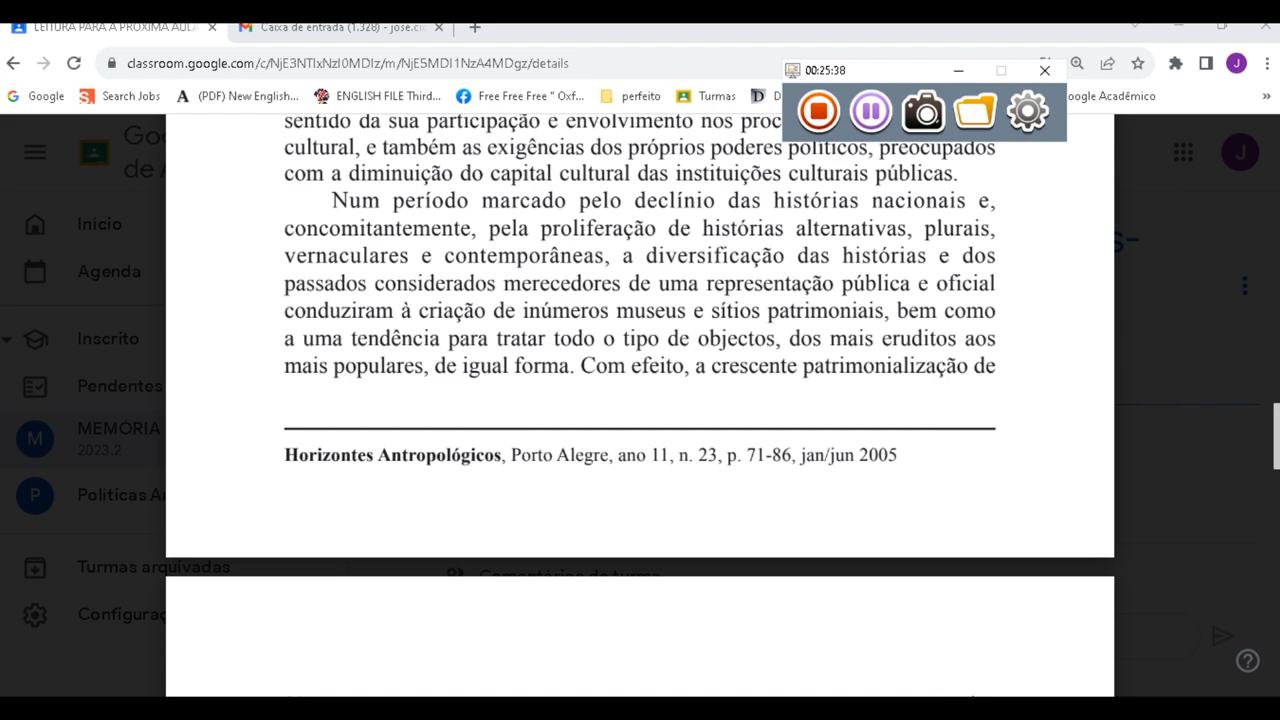 LEITURA PARA A PROXIMA AULA
Caixa de entrada (1.328) - jose.cl
classroom.google.com/c/NjE3NTIxNzI0MDIz/m/NjE5MDI1NzA4MDgz/details
00:25:38
J
Google
Search Jobs
(PDF) New English...
ENGLISH FILE Third...
Free Free Free " Oxf...
perfeito
Turmas
oogle Acadêmico
»
sentido da sua participação e envolvimento nos
cultural, e também as exigências dos próprios poderes políticos, preocupados
com a diminuição do capital cultural das instituições culturais públicas.
Num período marcado pelo declínio das histórias nacionais e,
concomitantemente, pela proliferação de histórias alternativas, plurais,
vernaculares e contemporâneas, a diversificação das histórias e dos
passados considerados merecedores de uma representação pública e oficial
conduziram à criação de inúmeros museus e sítios patrimoniais, bem como
a uma tendência para tratar todo o tipo de objectos, dos mais eruditos aos
mais populares, de igual forma. Com efeito, a crescente patrimonialização de
Horizontes Antropológicos, Porto Alegre, ano 11, n. 23, p. 71-86, jan/jun 2005
Goo
de A
J
Início
Agenda
Inscrito
Pendentes
M
MEMÓRIA
2023.2
P
Políticas An
Turmas arquivadas
Configuraç
s-